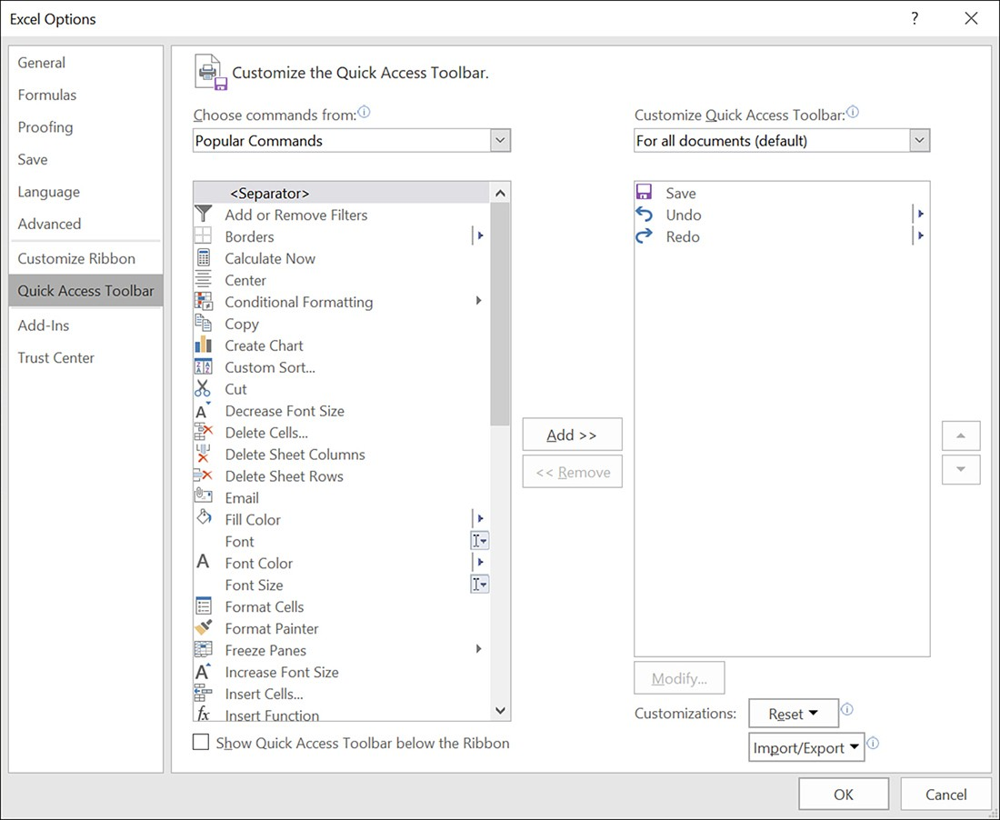 Excel Options
?
General
Formulas
Proofing
Save
Language
Advanced
Customize Ribbon
Quick Access Toolbar
Add-Ins
Trust Center
Customize the Quick Access Toolbar.
Choose commands from:
Popular Commands
<Separator>
Add or Remove Filters
Borders
Calculate Now
Center
Conditional Formatting
Copy
Create Chart
Custom Sort...
Cut
Decrease Font Size
Delete Cells...
Delete Sheet Columns
Delete Sheet Rows
Email
Fill Color
Font
Font Color
Font Size
Format Cells
Format Painter
Freeze Panes
Increase Font Size
Insert Cells...
Insert Function
Show Quick Access Toolbar below the Ribbon
Add >>
<< Remove
Customize Quick Access Toolbar:
For all documents (default)
Save
Undo
Redo
Modify...
Customizations: Reset
Import/Export
OK Cancel